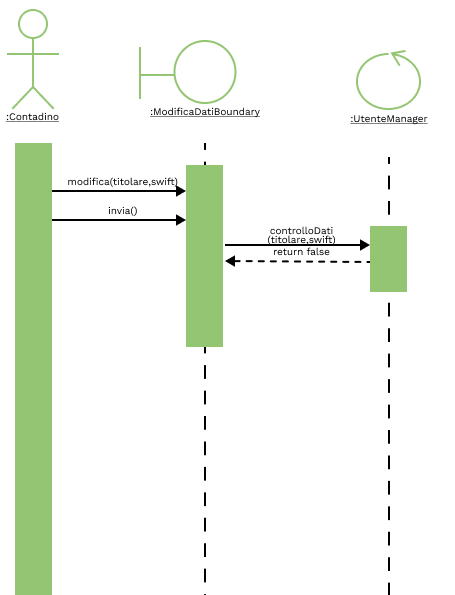 :Contadino
:ModificaDatiBoundary
:UtenteManager
modifica(titolare,swift)
invia()
controlloDati
(titolare,swift)
return false